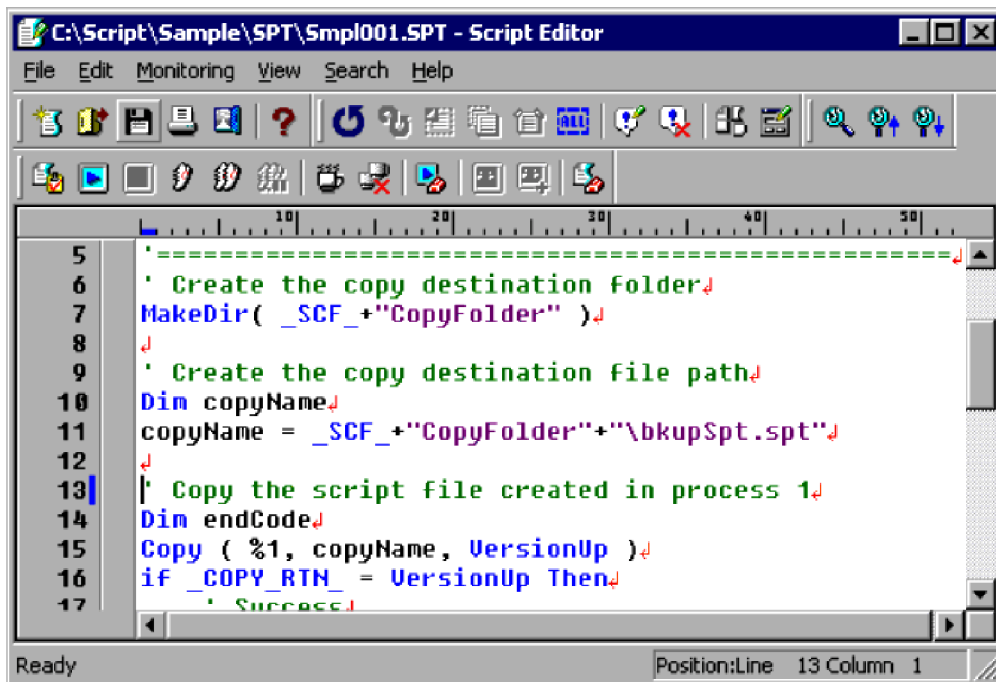 C:\Script\Sample\SPT\Smpl001.SPT - Script Editor
File Edit Monitoring View Search Help
ALL
10 20 30 40 50
5 '===================================================
6 ' Create the copy destination folder
7 MakeDir( _SCF_+"CopyFolder" )
8
9 ' Create the copy destination file path
10 Dim copyName
11 copyName = _SCF_+"CopyFolder"+"\bkupSpt.spt"
12
13 ' Copy the script file created in process 1
14 Dim endCode
15 Copy ( %1, copyName, VersionUp )
16 if _COPY_RTN_ = VersionUp Then
17 ' Success
Ready Position:Line 13 Column 1